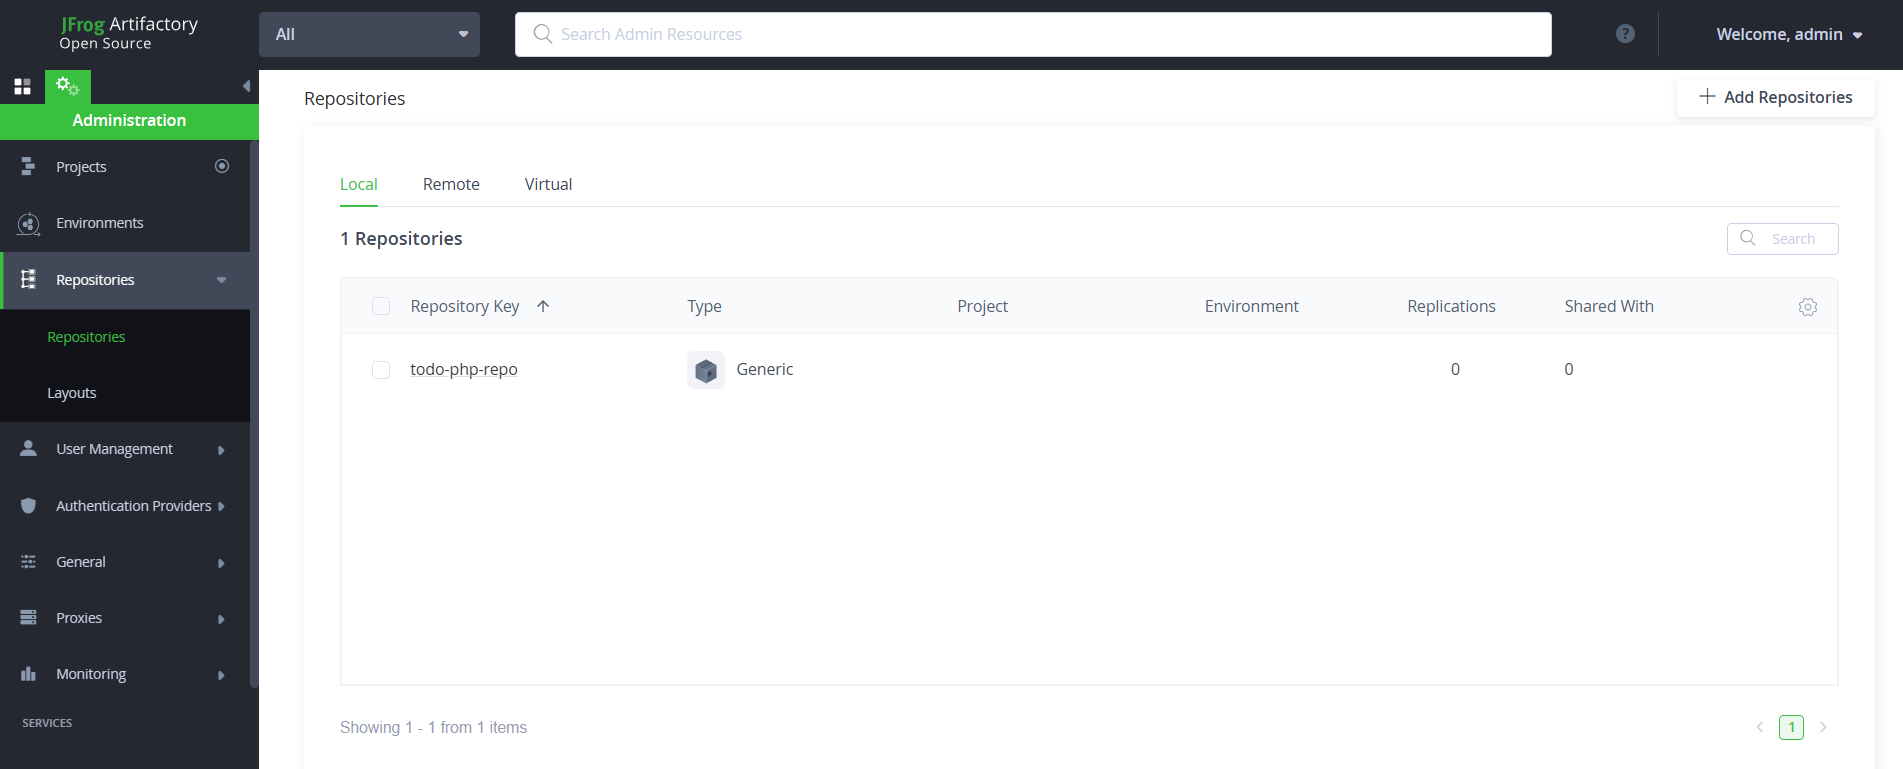 JFrog Artifactory
Open Source
All
Search Admin Resources
?
Welcome, admin
Administration
Projects
Environments
Repositories
Repositories
Layouts
User Management
Authentication Providers
General
Proxies
Monitoring
SERVICES
Repositories
Add Repositories
Local Remote Virtual
1 Repositories
Search
Repository Key Type Project Environment Replications Shared With
todo-php-repo Generic 0 0
Showing 1 - 1 from 1 items
1